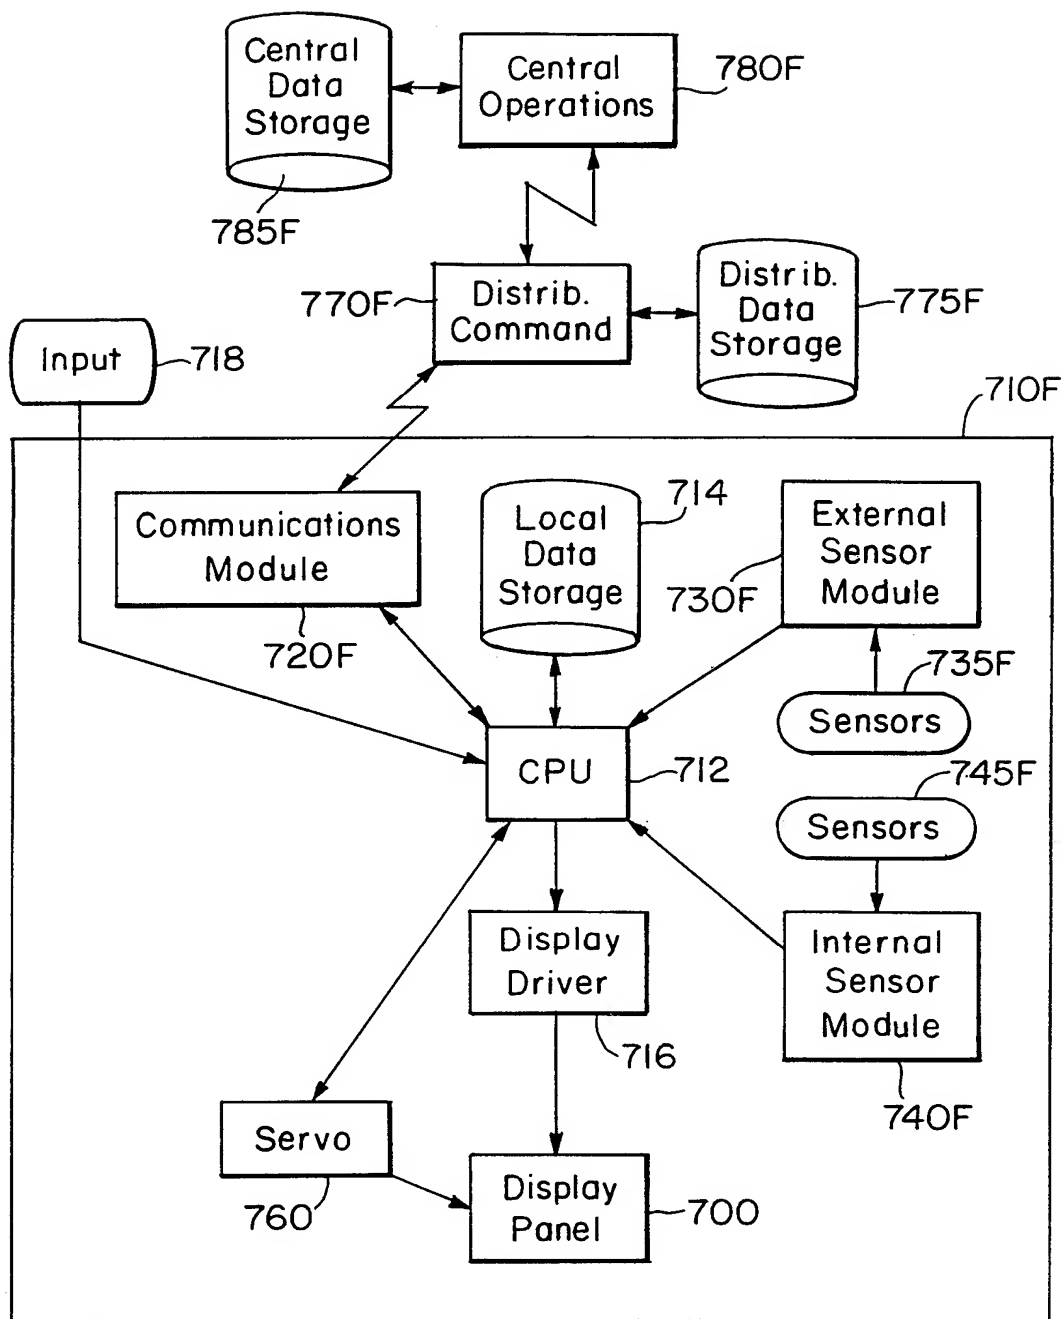 Central
Data
Storage
785F
Central
Operations
780F
Distrib.
Command
770F
Distrib.
Data
Storage
775F
Input
718
710F
Communications
Module
720F
Local
Data
Storage
714
External
Sensor
Module
730F
735F
Sensors
CPU
712
745F
Sensors
Display
Driver
716
Internal
Sensor
Module
740F
Servo
760
Display
Panel
700